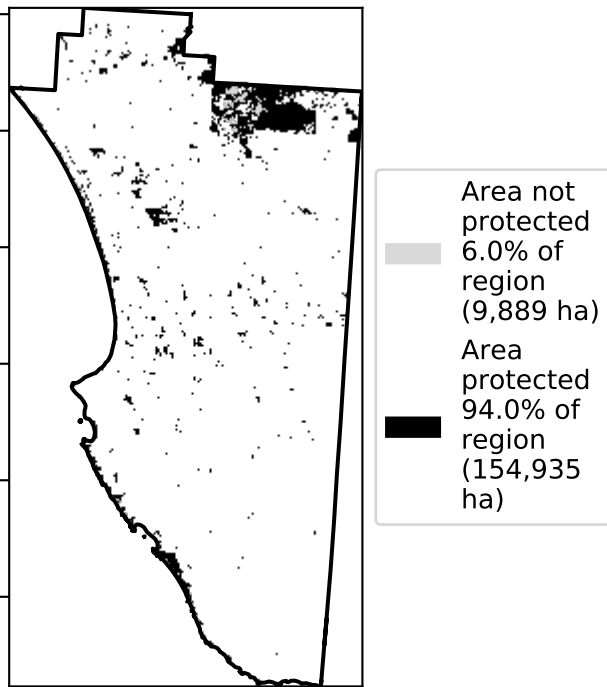 Area not
protected
6.0% of
region
(9,889 ha)
Area
protected
94.0% of
region
(154,935
ha)